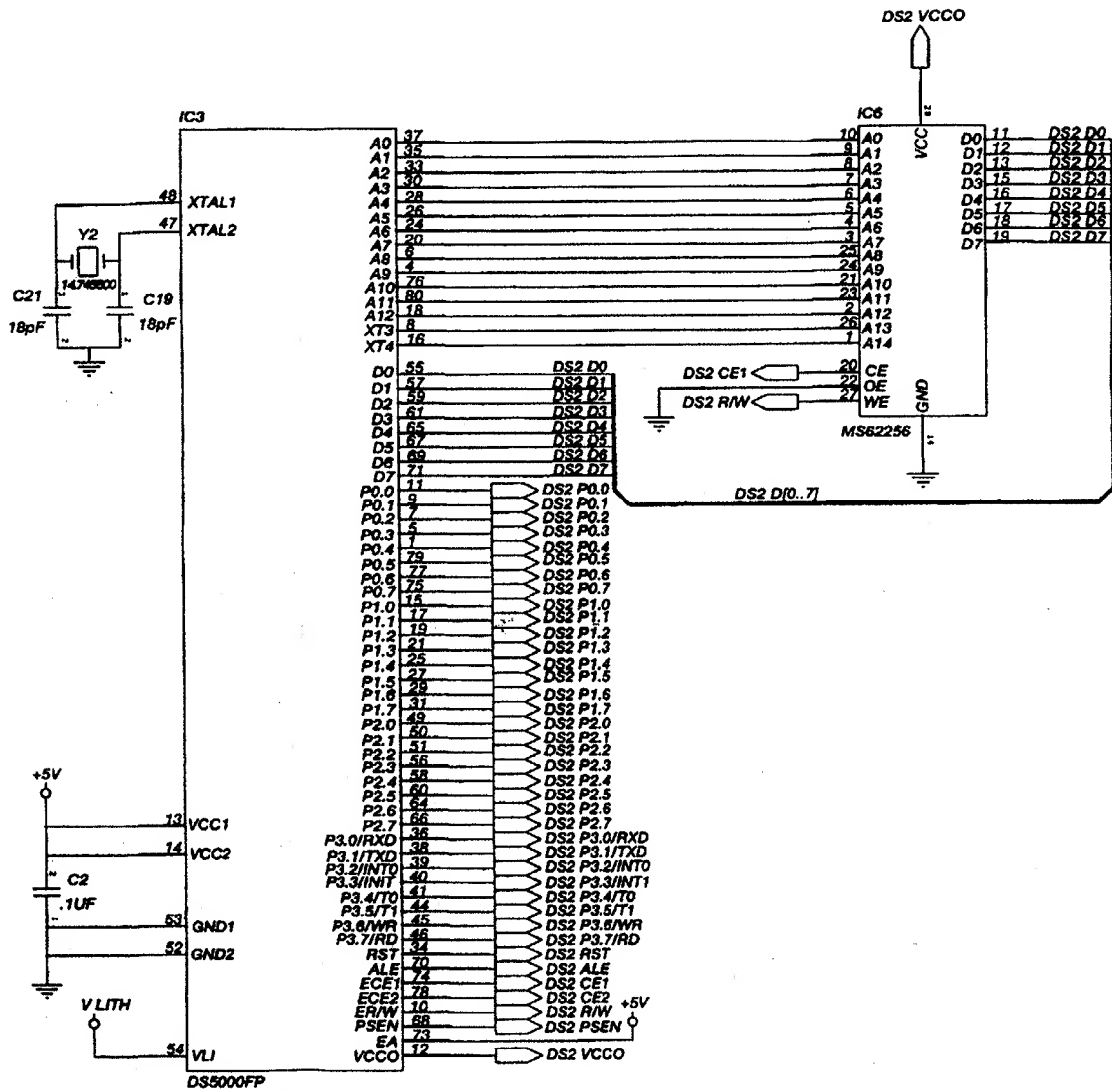 DS2 VCCO
IC3
IC6
A0 37 10 A0 VCC D0 11 DS2 D0
A1 35 9 A1 D1 12 DS2 D1
A2 33 8 A2 D2 13 DS2 D2
A3 30 7 A3 D3 15 DS2 D3
A4 28 6 A4 D4 16 DS2 D4
A5 26 5 A5 D5 17 DS2 D5
A6 24 4 A6 D6 18 DS2 D6
A7 20 3 A7 D7 19 DS2 D7
A8 6 25 A8
A9 4 24 A9
A10 76 21 A10
A11 80 23 A11
A12 18 2 A12
XT3 8 26 A13
XT4 16 1 A14
48 XTAL1
47 XTAL2
Y2
14.745600
C21
18pF
C19
18pF
DS2 CE1 20 CE
22 OE
DS2 R/W 27 WE
GND
MS62256
D0 55 DS2 D0
D1 57 DS2 D1
D2 59 DS2 D2
D3 61 DS2 D3
D4 65 DS2 D4
D5 67 DS2 D5
D6 69 DS2 D6
D7 71 DS2 D7
DS2 D[0..7]
P0.0 11 DS2 P0.0
P0.1 9 DS2 P0.1
P0.2 7 DS2 P0.2
P0.3 5 DS2 P0.3
P0.4 1 DS2 P0.4
P0.5 79 DS2 P0.5
P0.6 77 DS2 P0.6
P0.7 75 DS2 P0.7
P1.0 15 DS2 P1.0
P1.1 17 DS2 P1.1
P1.2 19 DS2 P1.2
P1.3 21 DS2 P1.3
P1.4 25 DS2 P1.4
P1.5 27 DS2 P1.5
P1.6 29 DS2 P1.6
P1.7 31 DS2 P1.7
P2.0 49 DS2 P2.0
P2.1 50 DS2 P2.1
P2.2 51 DS2 P2.2
P2.3 56 DS2 P2.3
P2.4 58 DS2 P2.4
P2.5 60 DS2 P2.5
P2.6 64 DS2 P2.6
P2.7 66 DS2 P2.7
P3.0/RXD 36 DS2 P3.0/RXD
P3.1/TXD 38 DS2 P3.1/TXD
P3.2/INT0 39 DS2 P3.2/INT0
P3.3/INIT 40 DS2 P3.3/INT1
P3.4/T0 41 DS2 P3.4/T0
P3.5/T1 44 DS2 P3.5/T1
P3.6/WR 45 DS2 P3.6/WR
P3.7/RD 46 DS2 P3.7/RD
RST 34 DS2 RST
ALE 70 DS2 ALE
ECE1 74 DS2 CE1
ECE2 78 DS2 CE2
ER/W 10 DS2 R/W
PSEN 68 DS2 PSEN
EA 73 +5V
VCCO 12 DS2 VCCO
+5V
13 VCC1
14 VCC2
C2
.1UF
53 GND1
52 GND2
V LITH
54 VLI
DS5000FP